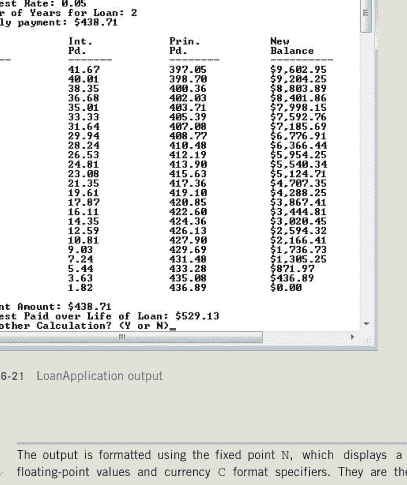 est Rate: 0.05
r of Years for Loan: 2
ly payment: $438.71
Int. Prin. New
Pd. Pd. Balance
------- ------- ----------
41.67 397.05 $9,602.95
40.01 398.70 $9,204.25
38.35 400.36 $8,803.89
36.68 402.03 $8,401.86
35.01 403.71 $7,998.15
33.33 405.39 $7,592.76
31.64 407.08 $7,185.69
29.94 408.77 $6,776.91
28.24 410.48 $6,366.44
26.53 412.19 $5,954.25
24.81 413.90 $5,540.34
23.08 415.63 $5,124.71
21.35 417.36 $4,707.35
19.61 419.10 $4,288.25
17.87 420.85 $3,867.41
16.11 422.60 $3,444.81
14.35 424.36 $3,020.45
12.59 426.13 $2,594.32
10.81 427.90 $2,166.41
9.03 429.69 $1,736.73
7.24 431.48 $1,305.25
5.44 433.28 $871.97
3.63 435.08 $436.89
1.82 436.89 $0.00
nt Amount: $438.71
est Paid over Life of Loan: $529.13
other Calculation? (Y or N)_
6-21 LoanApplication output
The output is formatted using the fixed point N, which displays a
floating-point values and currency C format specifiers. They are the